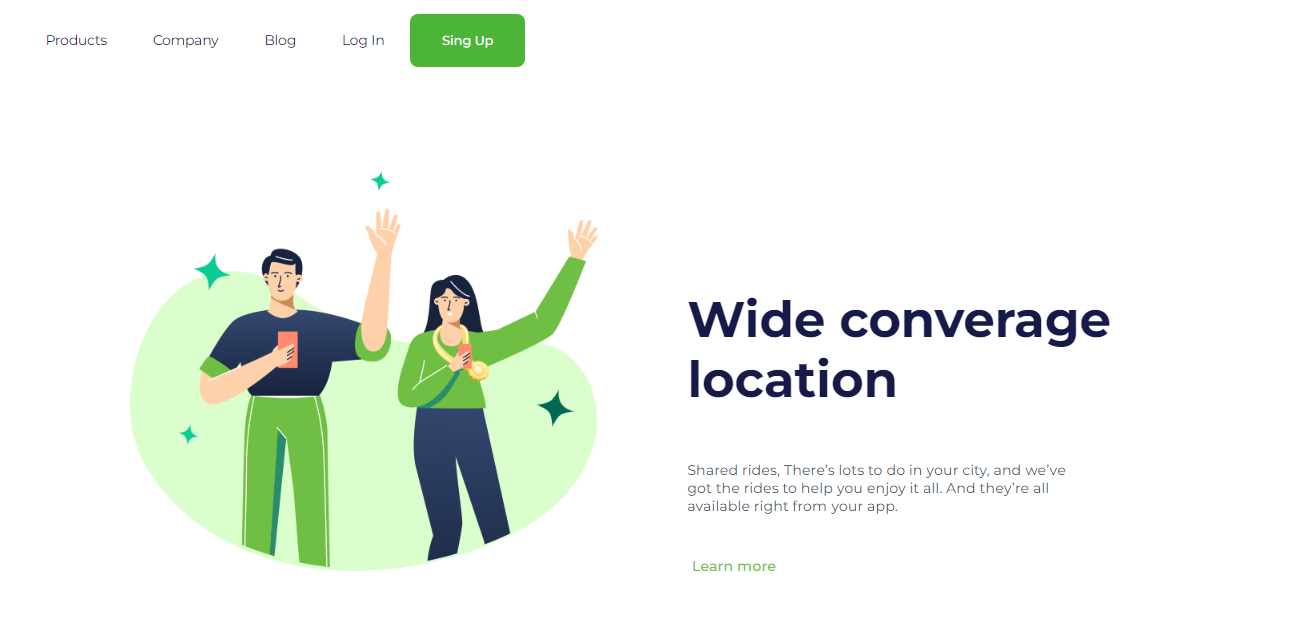 Products Company Blog Log In Sing Up
Wide converage
location
Shared rides, There's lots to do in your city, and we've
got the rides to help you enjoy it all. And they're all
available right from your app.
Learn more